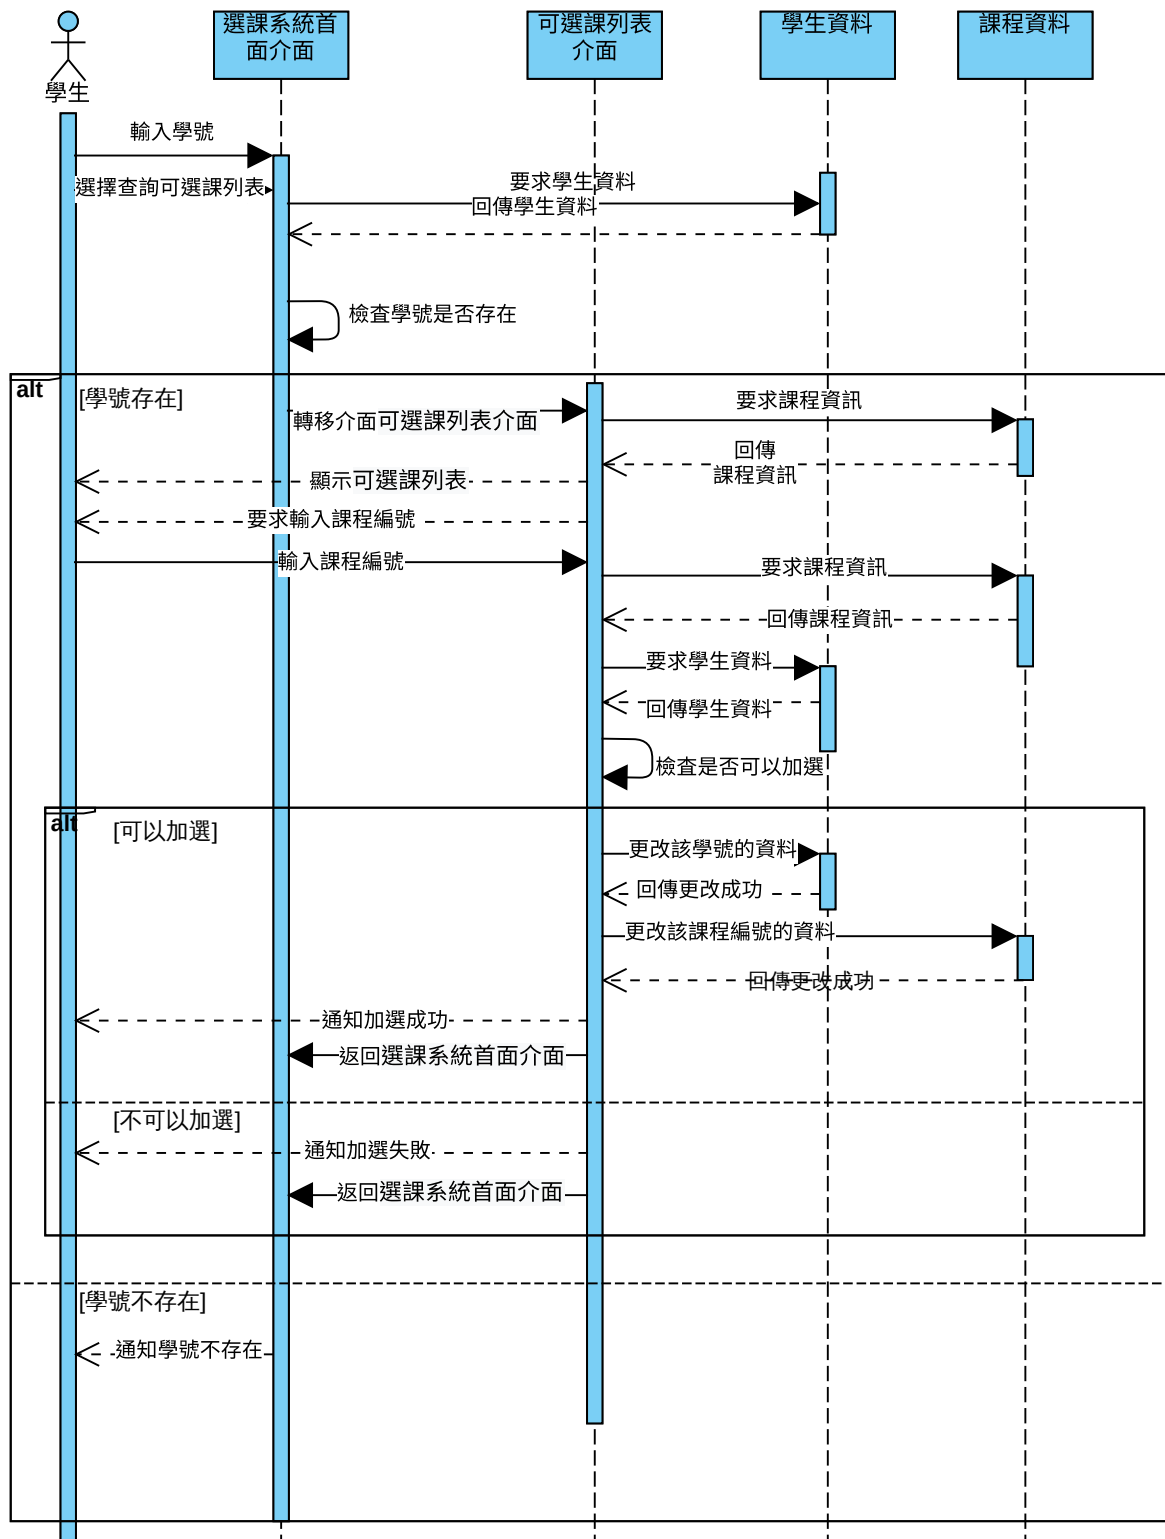 選課系統首
面介面
可選課列表
介面
學生資料
課程資料
學生
輸入學號
選擇查詢可選課列表
要求學生資料
回傳學生資料
檢查學號是否存在
alt
[學號存在]
轉移介面可選課列表介面
要求課程資訊
回傳
課程資訊
顯示可選課列表
要求輸入課程編號
輸入課程編號
要求課程資訊
回傳課程資訊
要求學生資料
回傳學生資料
檢查是否可以加選
alt
[可以加選]
更改該學號的資料
回傳更改成功
更改該課程編號的資料
回傳更改成功
通知加選成功
返回選課系統首面介面
[不可以加選]
通知加選失敗
返回選課系統首面介面
[學號不存在]
通知學號不存在